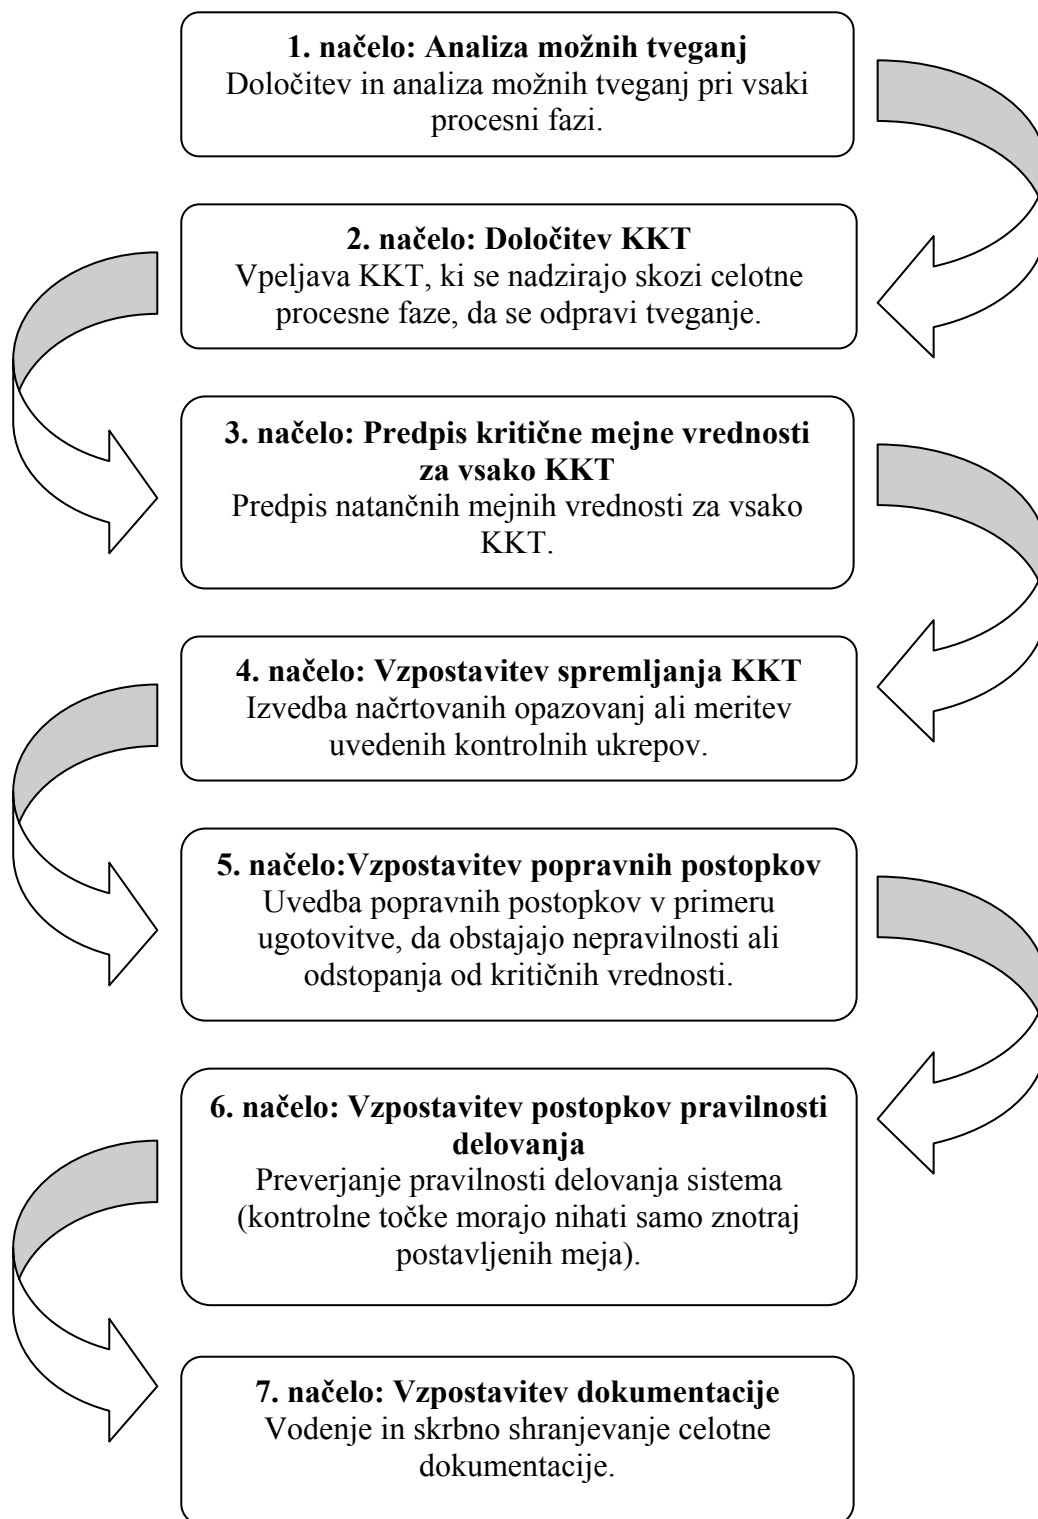 1. načelo: Analiza možnih tveganj
Določitev in analiza možnih tveganj pri vsaki
procesni fazi.
2. načelo: Določitev KKT
Vpeljava KKT, ki se nadzirajo skozi celotne
procesne faze, da se odpravi tveganje.
3. načelo: Predpis kritične mejne vrednosti
za vsako KKT
Predpis natančnih mejnih vrednosti za vsako
KKT.
4. načelo: Vzpostavitev spremljanja KKT
Izvedba načrtovanih opazovanj ali meritev
uvedenih kontrolnih ukrepov.
5. načelo:Vzpostavitev popravnih postopkov
Uvedba popravnih postopkov v primeru
ugotovitve, da obstajajo nepravilnosti ali
odstopanja od kritičnih vrednosti.
6. načelo: Vzpostavitev postopkov pravilnosti
delovanja
Preverjanje pravilnosti delovanja sistema
(kontrolne točke morajo nihati samo znotraj
postavljenih meja).
7. načelo: Vzpostavitev dokumentacije
Vodenje in skrbno shranjevanje celotne
dokumentacije.